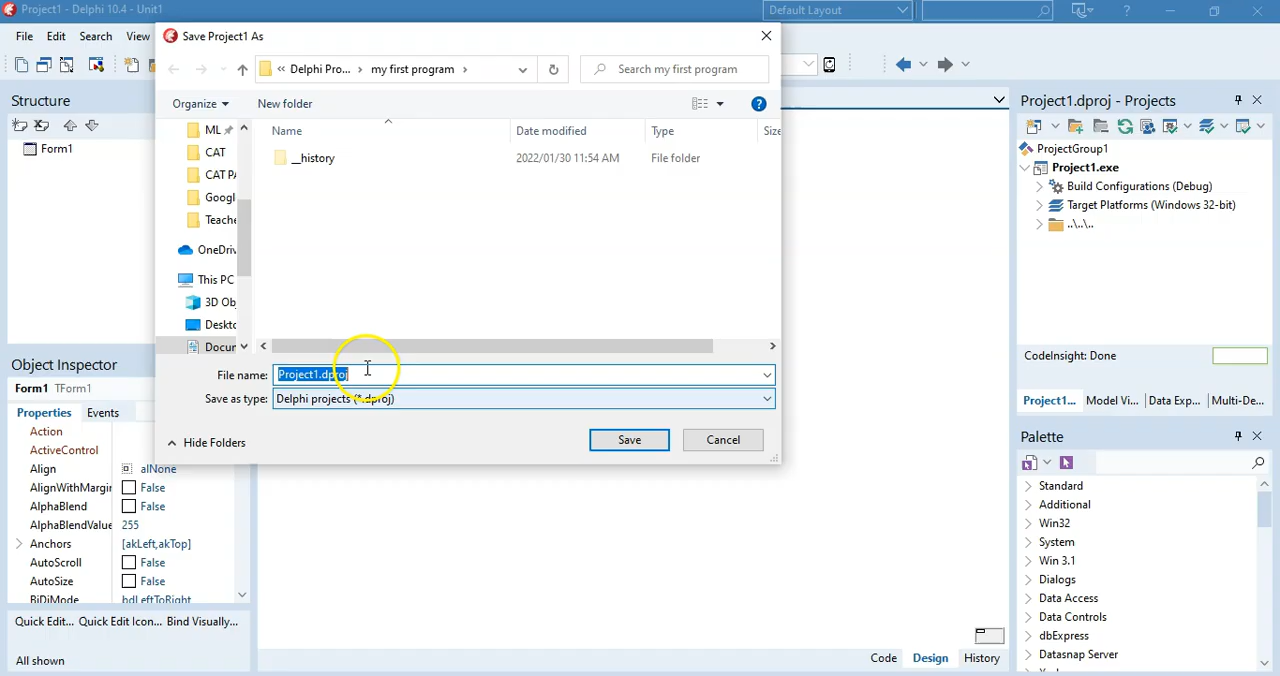 Project1 - Delphi 10.4 - Unit1
Default Layout
File Edit Search View
Save Project1 As
« Delphi Pro... › my first program ›
Search my first program
Organize
New folder
Structure
Form1
Name
Date modified
Type
Size
__history
2022/01/30 11:54 AM
File folder
ML
CAT
CAT PA
Googl
Teache
OneDriv
This PC
3D Ob
Deskto
Docun
File name: Project1.dproj
Save as type: Delphi projects (*.dproj)
Hide Folders
Save
Cancel
Object Inspector
Form1 TForm1
Properties
Events
Action
ActiveControl
Align alNone
AlignWithMargin False
AlphaBlend False
AlphaBlendValue 255
Anchors [akLeft,akTop]
AutoScroll False
AutoSize False
BiDiMode bdLeftToRight
Quick Edit... Quick Edit Icon... Bind Visually...
All shown
Code
Design
History
Project1.dproj - Projects
ProjectGroup1
Project1.exe
Build Configurations (Debug)
Target Platforms (Windows 32-bit)
..\..\..
CodeInsight: Done
Project1... Model Vi... Data Exp... Multi-De...
Palette
Standard
Additional
Win32
System
Win 3.1
Dialogs
Data Access
Data Controls
dbExpress
Datasnap Server